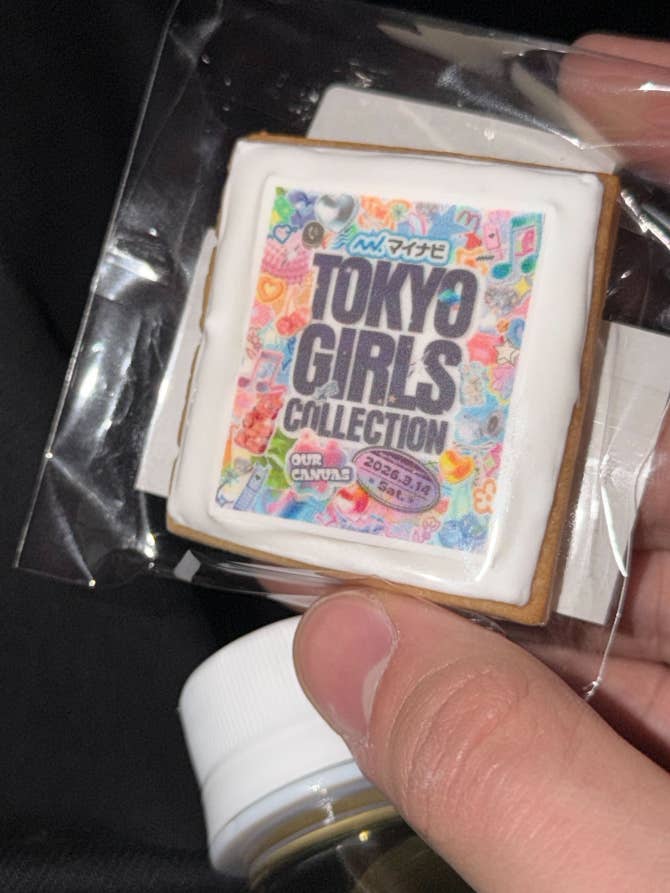 マイナビ
TOKYO
GIRLS
COLLECTION
OUR
CANVAS
2026.3.14
Sat.